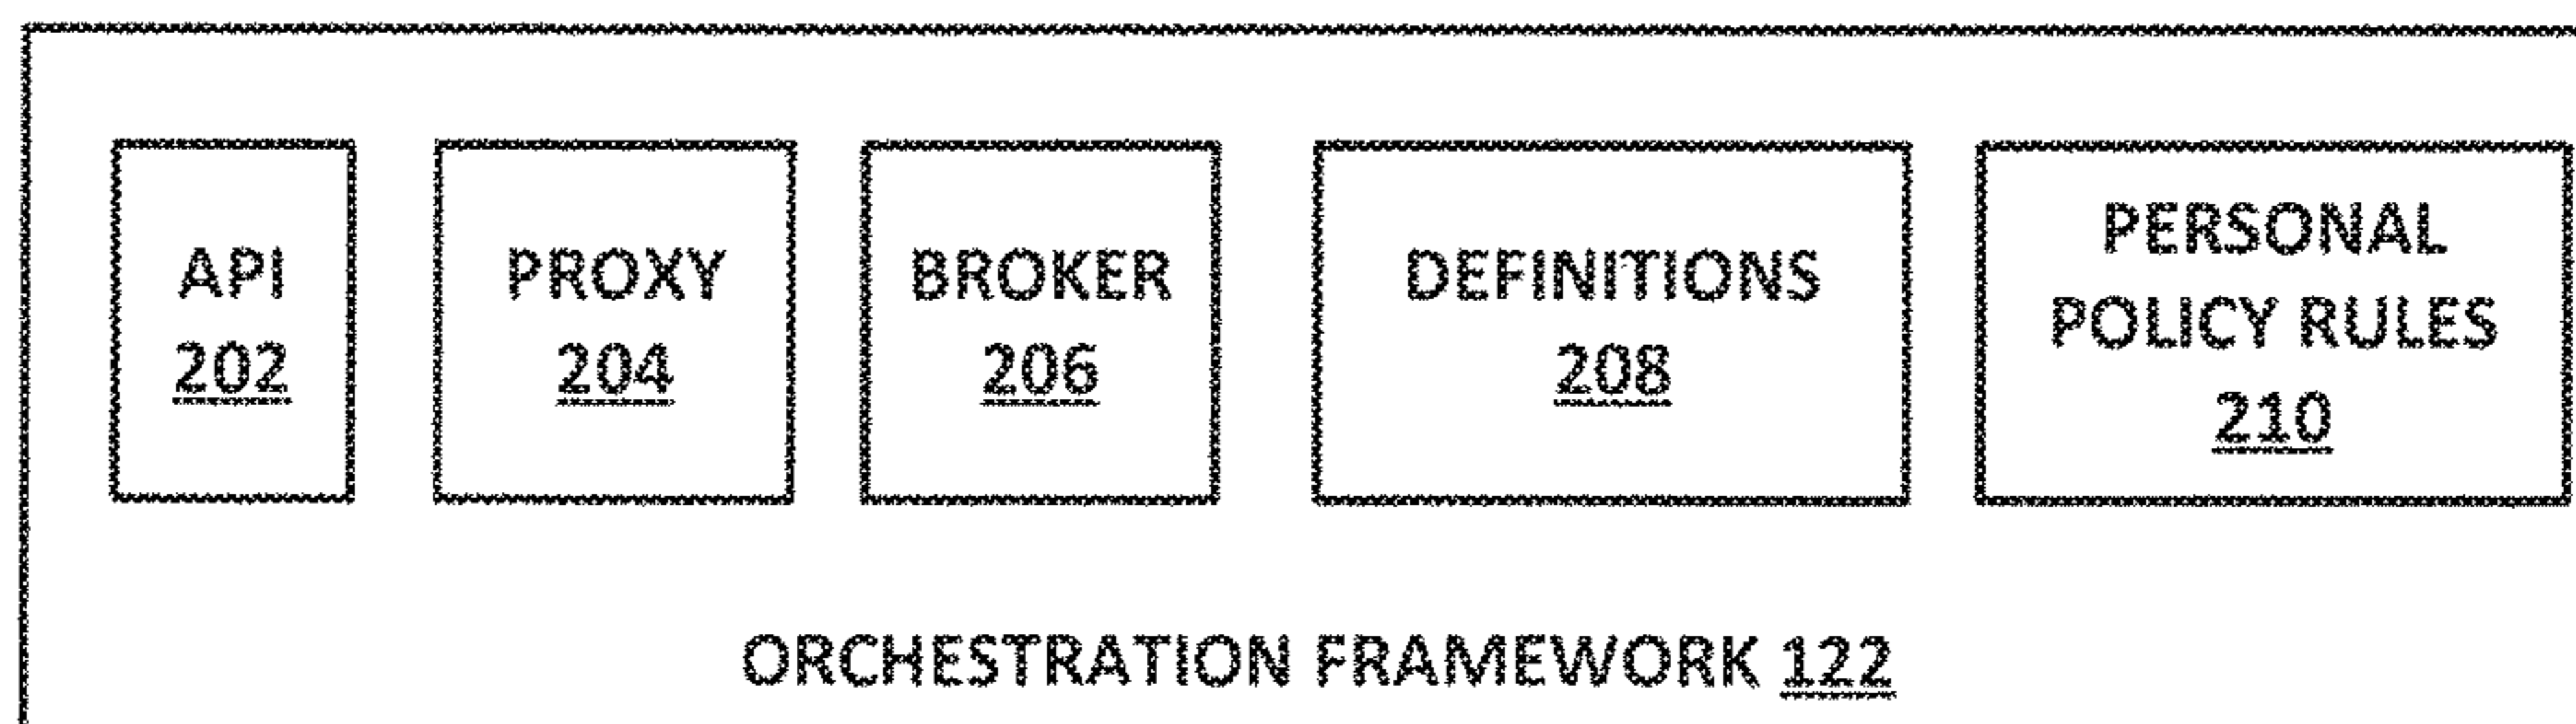 API
202
PROXY
204
BROKER
206
DEFINITIONS
208
PERSONAL
POLICY RULES
210
ORCHESTRATION FRAMEWORK 122